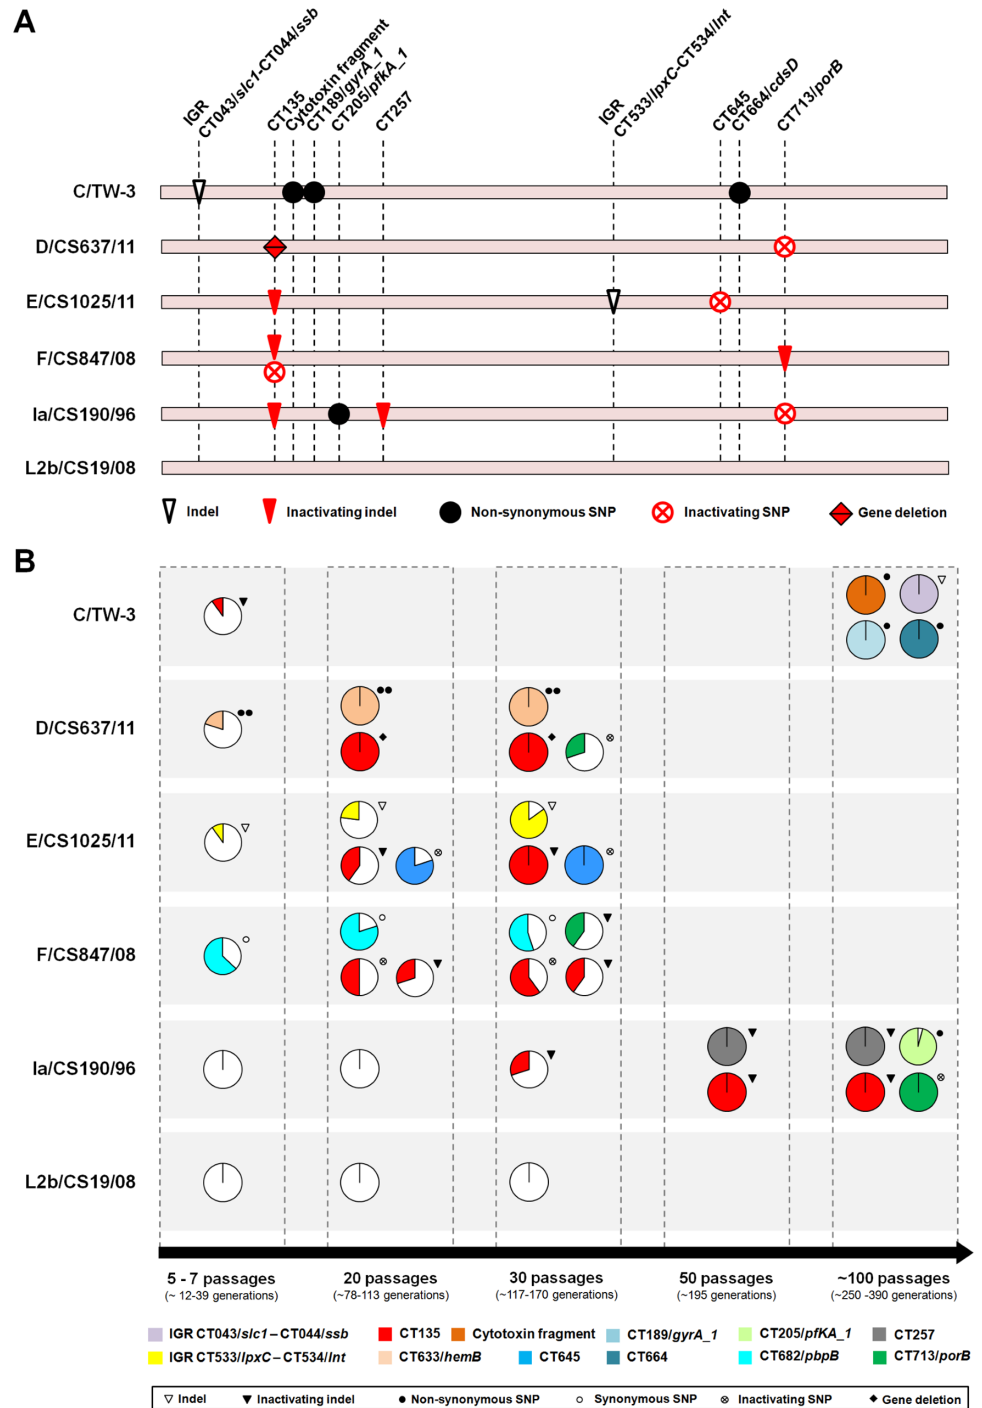 A
IGR
CT043/slc1-CT044/ssb
CT135
Cytotoxin fragment
CT189/gyrA_1
CT205/pfkA_1
CT257
IGR
CT533/lpxC-CT534/Int
CT645
CT664/cdsD
CT713/porB
C/TW-3
D/CS637/11
E/CS1025/11
F/CS847/08
Ia/CS190/96
L2b/CS19/08
Indel
Inactivating indel
Non-synonymous SNP
Inactivating SNP
Gene deletion
B
C/TW-3
D/CS637/11
E/CS1025/11
F/CS847/08
Ia/CS190/96
L2b/CS19/08
5 - 7 passages
(~ 12-39 generations)
20 passages
(~78-113 generations)
30 passages
(~117-170 generations)
50 passages
(~195 generations)
~100 passages
(~250 -390 generations)
IGR CT043/slc1 – CT044/ssb
CT135
Cytotoxin fragment
CT189/gyrA_1
CT205/pfKA_1
CT257
IGR CT533/lpxC – CT534/Int
CT633/hemB
CT645
CT664
CT682/pbpB
CT713/porB
Indel
Inactivating indel
Non-synonymous SNP
Synonymous SNP
Inactivating SNP
Gene deletion